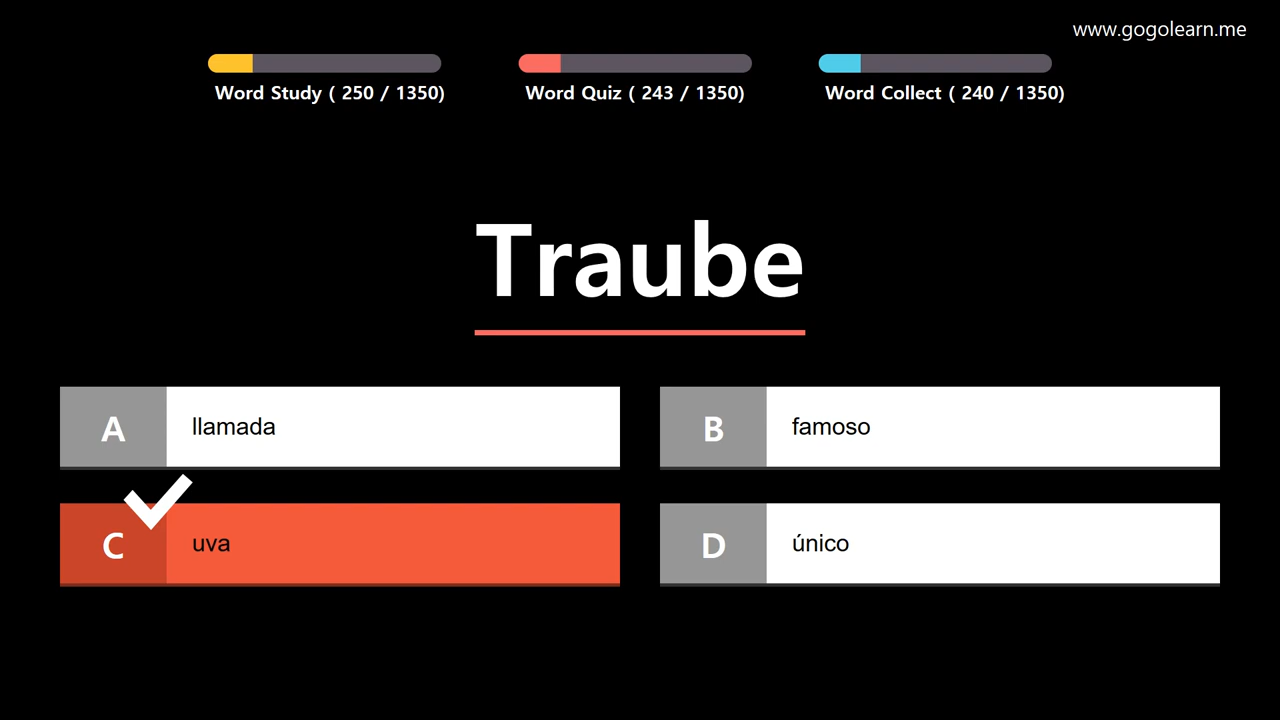 www.gogolearn.me
Word Study ( 250 / 1350)
Word Quiz ( 243 / 1350)
Word Collect ( 240 / 1350)
Traube
A llamada
B famoso
C uva
D único